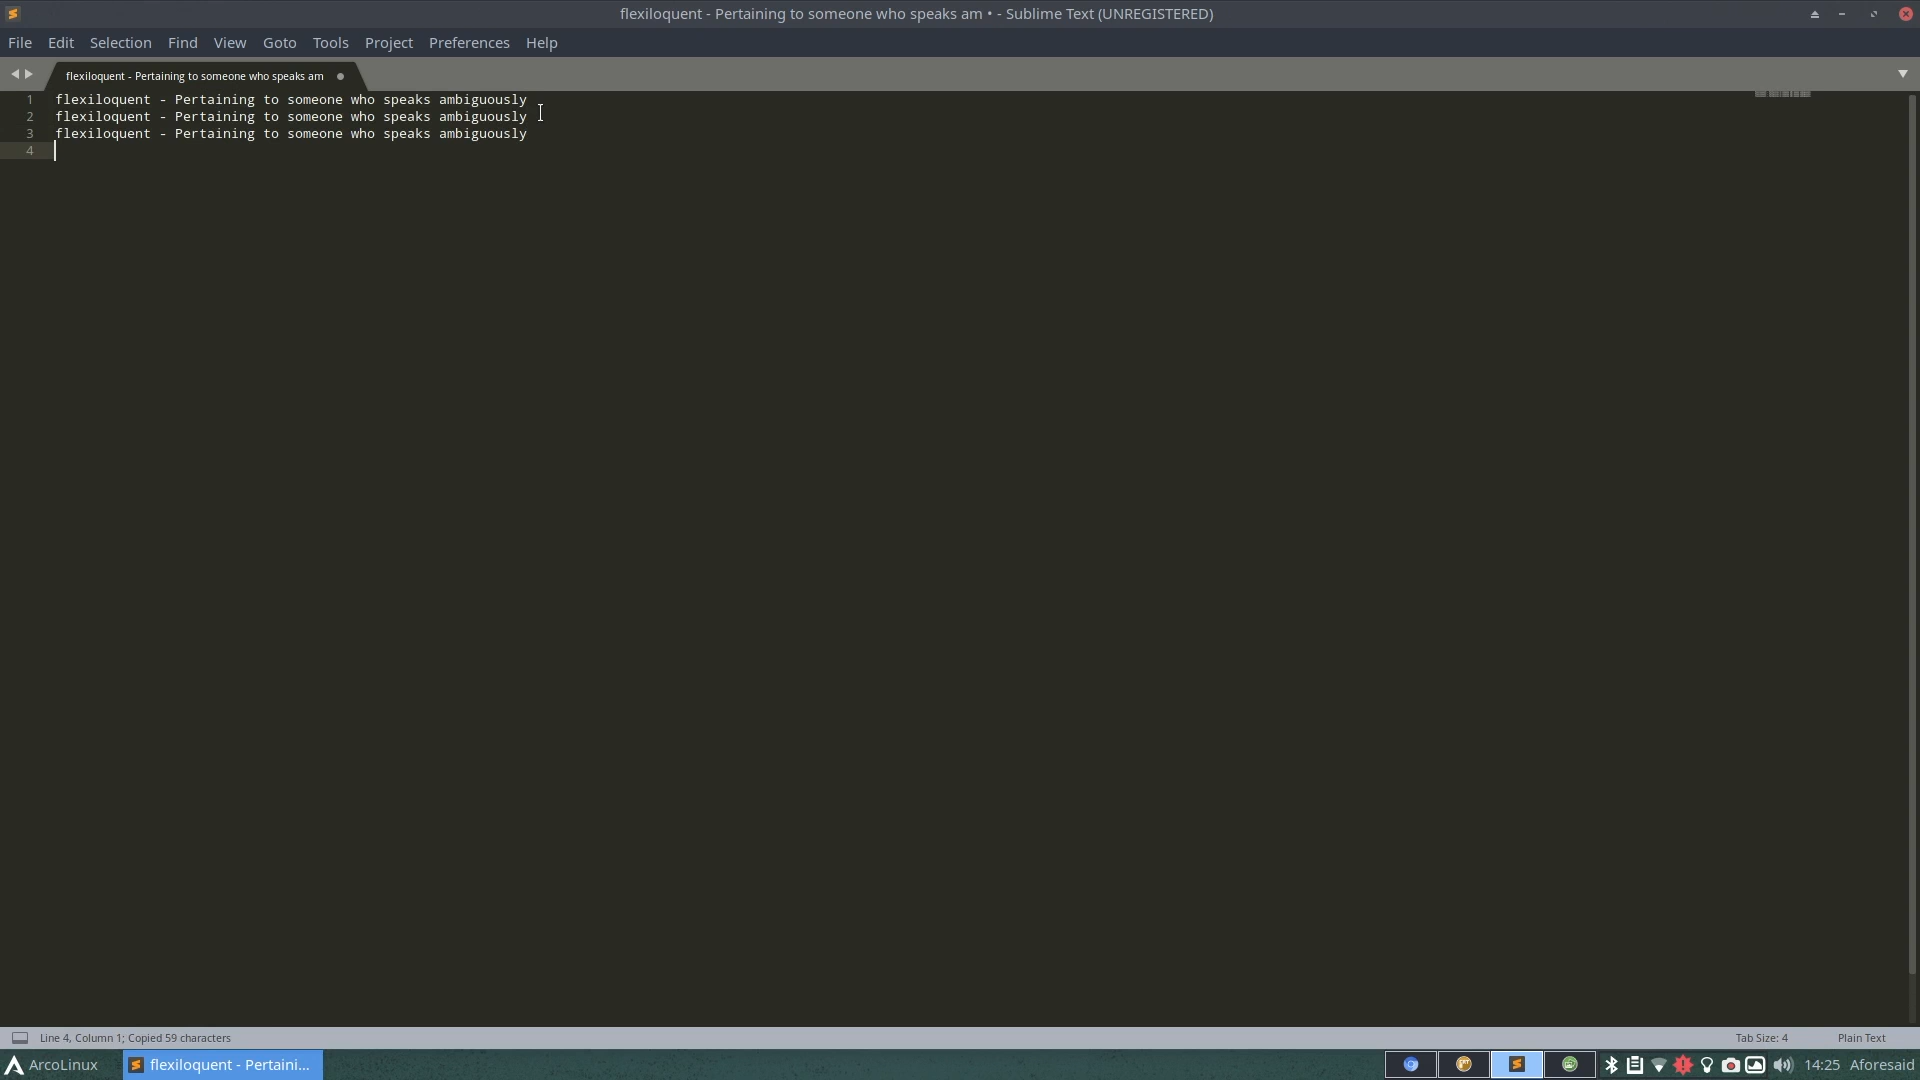 flexiloquent - Pertaining to someone who speaks am • - Sublime Text (UNREGISTERED)
File Edit Selection Find View Goto Tools Project Preferences Help
flexiloquent - Pertaining to someone who speaks am
1 flexiloquent - Pertaining to someone who speaks ambiguously
2 flexiloquent - Pertaining to someone who speaks ambiguously
3 flexiloquent - Pertaining to someone who speaks ambiguously
4
Line 4, Column 1; Copied 59 characters Tab Size: 4 Plain Text
ArcoLinux flexiloquent - Pertaini... 14:25 Aforesaid